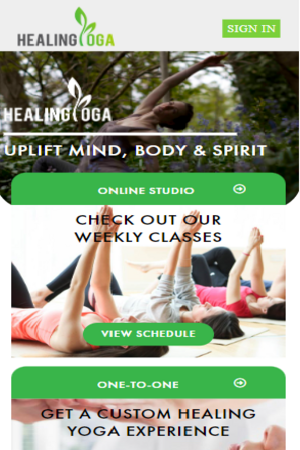 HEALING YOGA
SIGN IN
HEALING YOGA
UPLIFT MIND, BODY & SPIRIT
ONLINE STUDIO
CHECK OUT OUR
WEEKLY CLASSES
VIEW SCHEDULE
ONE-TO-ONE
GET A CUSTOM HEALING
YOGA EXPERIENCE